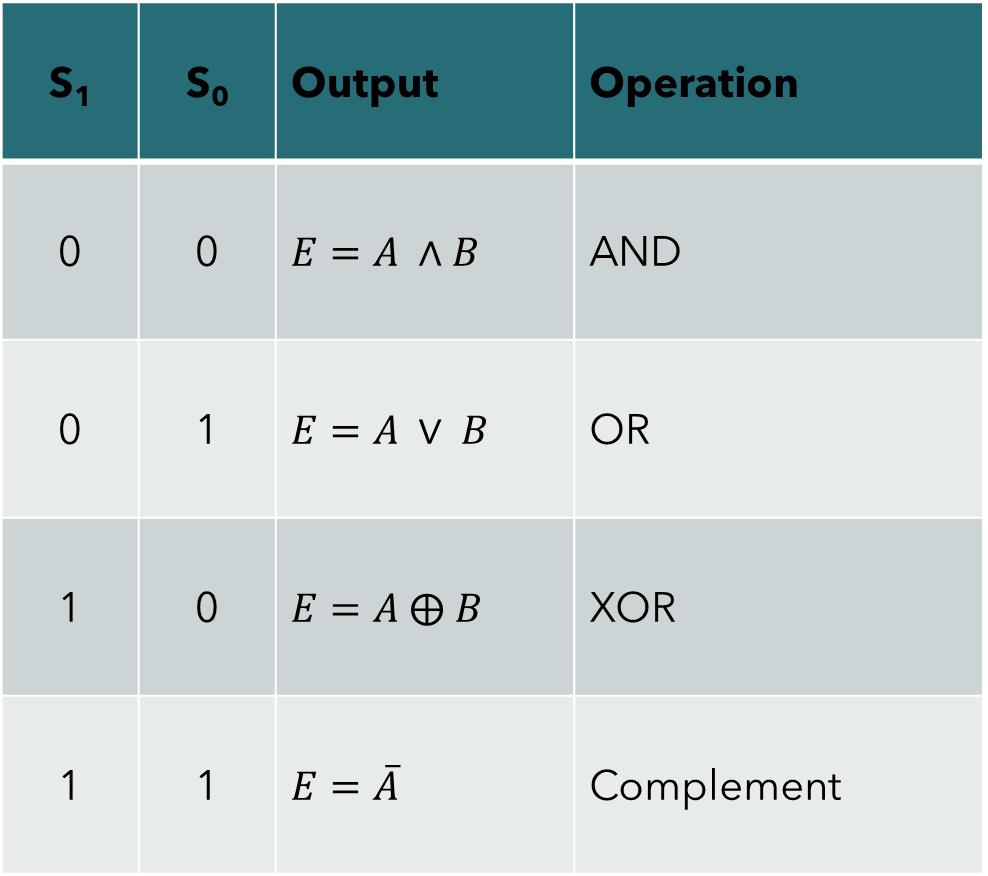 S₁ S₀ Output Operation
0 0 E = A ∧ B AND
0 1 E = A ∨ B OR
1 0 E = A ⊕ B XOR
1 1 E = Ā Complement